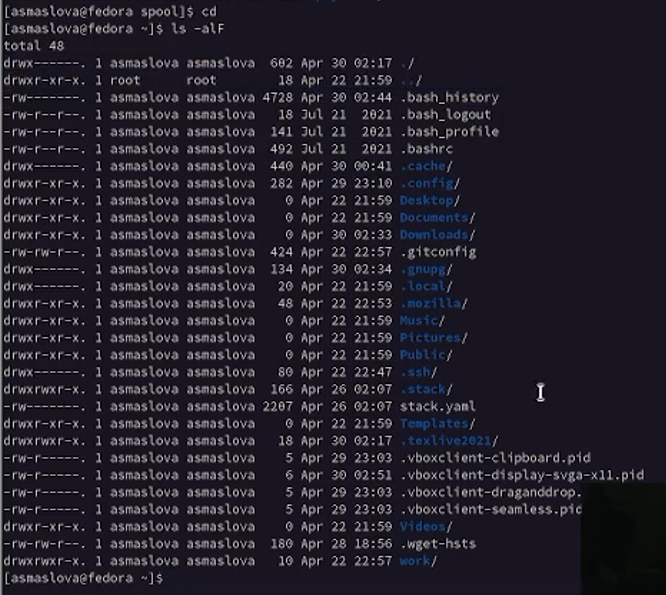 [asmaslova@fedora spool]$ cd
[asmaslova@fedora ~]$ ls -alF
total 48
drwx------. 1 asmaslova asmaslova  602 Apr 30 02:17 ./
drwxr-xr-x. 1 root      root        18 Apr 22 21:59 ../
-rw-------. 1 asmaslova asmaslova 4728 Apr 30 02:44 .bash_history
-rw-r--r--. 1 asmaslova asmaslova   18 Jul 21  2021 .bash_logout
-rw-r--r--. 1 asmaslova asmaslova  141 Jul 21  2021 .bash_profile
-rw-r--r--. 1 asmaslova asmaslova  492 Jul 21  2021 .bashrc
drwx------. 1 asmaslova asmaslova  440 Apr 30 00:41 .cache/
drwxr-xr-x. 1 asmaslova asmaslova  282 Apr 29 23:10 .config/
drwxr-xr-x. 1 asmaslova asmaslova    0 Apr 22 21:59 Desktop/
drwxr-xr-x. 1 asmaslova asmaslova    0 Apr 22 21:59 Documents/
drwxr-xr-x. 1 asmaslova asmaslova    0 Apr 30 02:33 Downloads/
-rw-rw-r--. 1 asmaslova asmaslova  424 Apr 22 22:57 .gitconfig
drwx------. 1 asmaslova asmaslova  134 Apr 30 02:34 .gnupg/
drwx------. 1 asmaslova asmaslova   20 Apr 22 21:59 .local/
drwxr-xr-x. 1 asmaslova asmaslova   48 Apr 22 22:53 .mozilla/
drwxr-xr-x. 1 asmaslova asmaslova    0 Apr 22 21:59 Music/
drwxr-xr-x. 1 asmaslova asmaslova    0 Apr 22 21:59 Pictures/
drwxr-xr-x. 1 asmaslova asmaslova    0 Apr 22 21:59 Public/
drwx------. 1 asmaslova asmaslova   80 Apr 22 22:47 .ssh/
drwxrwxr-x. 1 asmaslova asmaslova  166 Apr 26 02:07 .stack/
-rw-------. 1 asmaslova asmaslova 2207 Apr 26 02:07 stack.yaml
drwxr-xr-x. 1 asmaslova asmaslova    0 Apr 22 21:59 Templates/
drwxrwxr-x. 1 asmaslova asmaslova   18 Apr 30 02:17 .texlive2021/
-rw-r-----. 1 asmaslova asmaslova    5 Apr 29 23:03 .vboxclient-clipboard.pid
-rw-r-----. 1 asmaslova asmaslova    6 Apr 30 02:51 .vboxclient-display-svga-x11.pid
-rw-r-----. 1 asmaslova asmaslova    5 Apr 29 23:03 .vboxclient-draganddrop.
-rw-r-----. 1 asmaslova asmaslova    5 Apr 29 23:03 .vboxclient-seamless.pid
drwxr-xr-x. 1 asmaslova asmaslova    0 Apr 22 21:59 Videos/
-rw-rw-r--. 1 asmaslova asmaslova  180 Apr 28 18:56 .wget-hsts
drwxrwxr-x. 1 asmaslova asmaslova   10 Apr 22 22:57 work/
[asmaslova@fedora ~]$